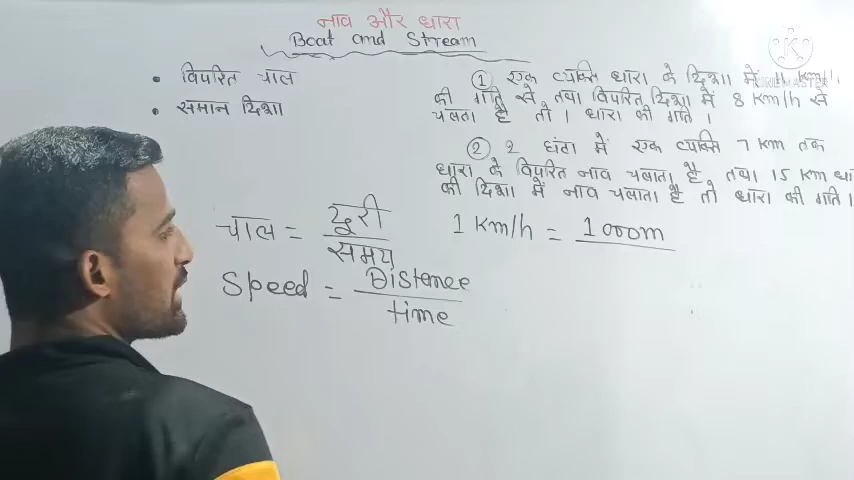 नाव और धारा
Boat and Stream
• विपरित चाल
• समान दिशा
① एक व्यक्ति धारा के दिशा में
की गति से तथा विपरित दिशा में 8 Km/h से
चलता है तो । धारा की गति ।
② 2 घंटा में एक व्यक्ति 7 Km तक
धारा के विपरित नाव चलाता है, तथा 15 Km
की दिशा में नाव चलाता है तो धारा की गति ।
चाल = दूरी
समय
Speed = Distence
time
1 Km/h = 1000m